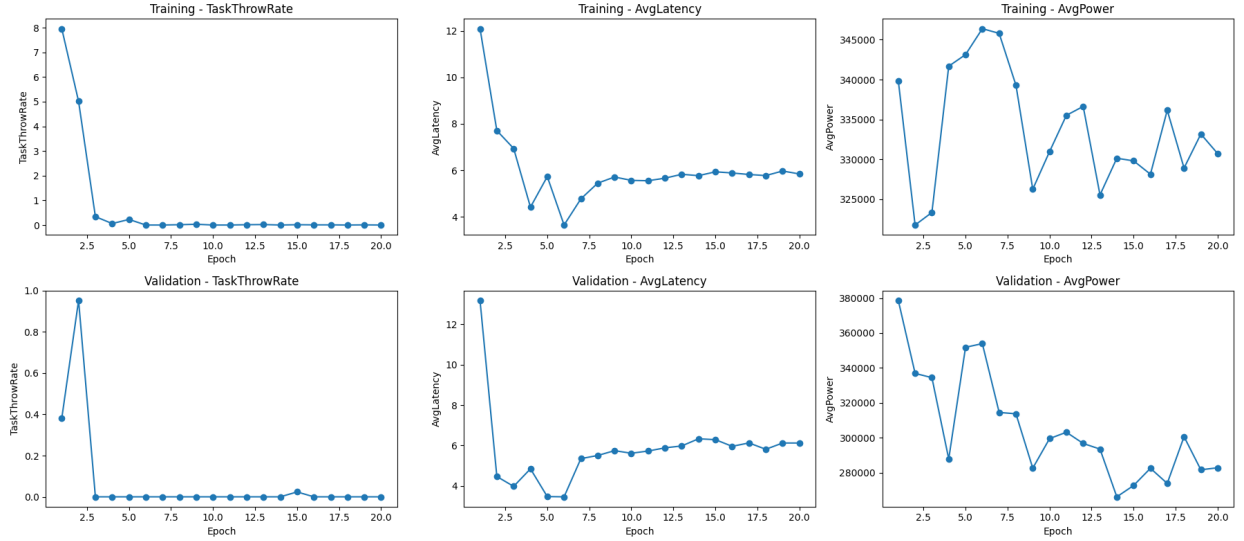 Training - TaskThrowRate
8
7
6
5
4
3
2
1
0
TaskThrowRate
2.5 5.0 7.5 10.0 12.5 15.0 17.5 20.0
Epoch
Training - AvgLatency
12
10
8
6
4
AvgLatency
2.5 5.0 7.5 10.0 12.5 15.0 17.5 20.0
Epoch
Training - AvgPower
345000
340000
335000
330000
325000
AvgPower
2.5 5.0 7.5 10.0 12.5 15.0 17.5 20.0
Epoch
Validation - TaskThrowRate
1.0
0.8
0.6
0.4
0.2
0.0
TaskThrowRate
2.5 5.0 7.5 10.0 12.5 15.0 17.5 20.0
Epoch
Validation - AvgLatency
12
10
8
6
4
AvgLatency
2.5 5.0 7.5 10.0 12.5 15.0 17.5 20.0
Epoch
Validation - AvgPower
380000
360000
340000
320000
300000
280000
AvgPower
2.5 5.0 7.5 10.0 12.5 15.0 17.5 20.0
Epoch